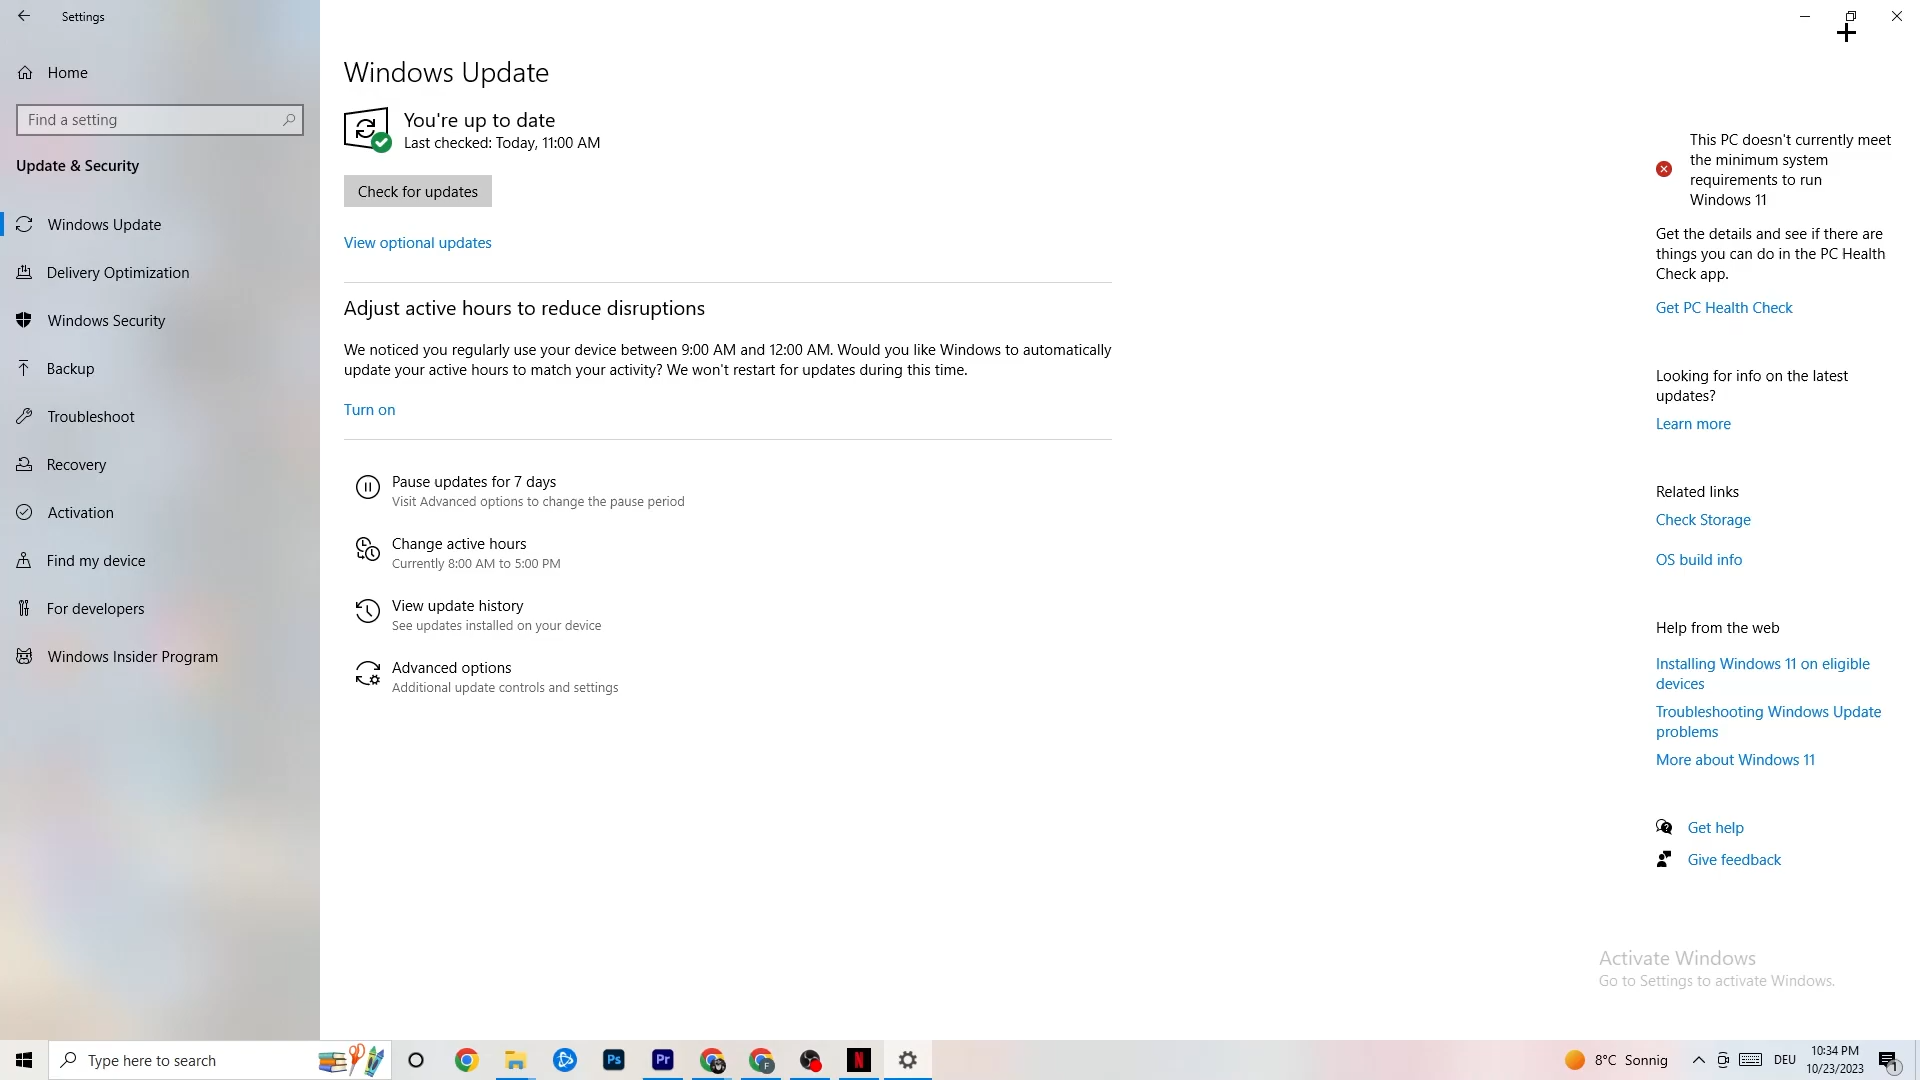 Settings
Home
Find a setting
Update & Security
Windows Update
Delivery Optimization
Windows Security
Backup
Troubleshoot
Recovery
Activation
Find my device
For developers
Windows Insider Program
Windows Update
You're up to date
Last checked: Today, 11:00 AM
Check for updates
View optional updates
Adjust active hours to reduce disruptions
We noticed you regularly use your device between 9:00 AM and 12:00 AM. Would you like Windows to automatically
update your active hours to match your activity? We won't restart for updates during this time.
Turn on
Pause updates for 7 days
Visit Advanced options to change the pause period
Change active hours
Currently 8:00 AM to 5:00 PM
View update history
See updates installed on your device
Advanced options
Additional update controls and settings
This PC doesn't currently meet
the minimum system
requirements to run
Windows 11
Get the details and see if there are
things you can do in the PC Health
Check app.
Get PC Health Check
Looking for info on the latest
updates?
Learn more
Related links
Check Storage
OS build info
Help from the web
Installing Windows 11 on eligible
devices
Troubleshooting Windows Update
problems
More about Windows 11
Get help
Give feedback
Activate Windows
Go to Settings to activate Windows.
Type here to search
Ps
Pr
F
N
8°C Sonnig
DEU
10:34 PM
10/23/2023
1